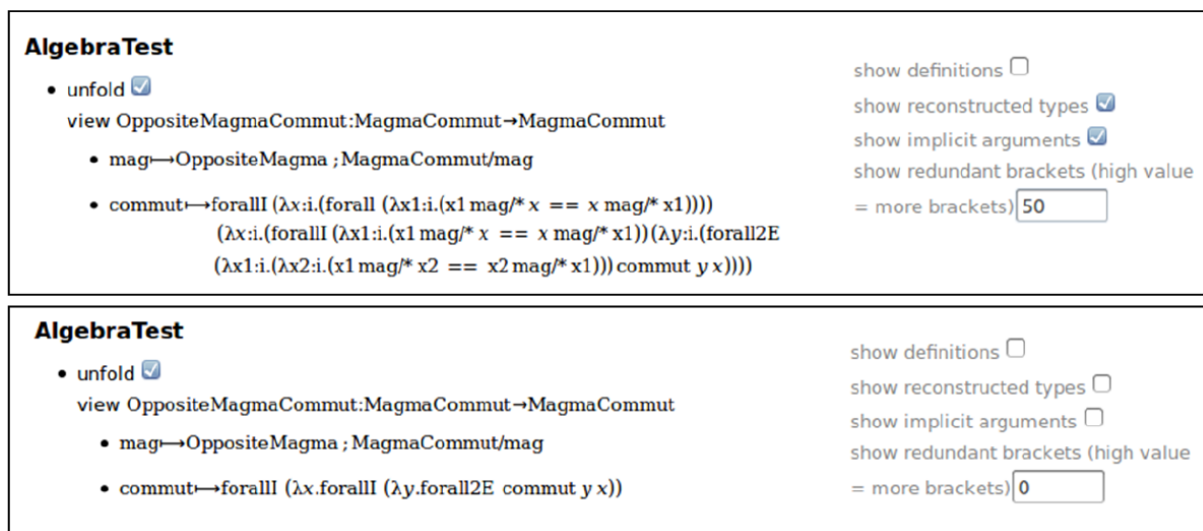 AlgebraTest
• unfold
view OppositeMagmaCommut:MagmaCommut→MagmaCommut
• mag⟼OppositeMagma ; MagmaCommut/mag
• commut⟼forallI (λx:i.(forall (λx1:i.(x1 mag/* x == x mag/* x1))))
(λx:i.(forallI (λx1:i.(x1 mag/* x == x mag/* x1))(λy:i.(forall2E
(λx1:i.(λx2:i.(x1 mag/* x2 == x2 mag/* x1))) commut y x))))
show definitions
show reconstructed types
show implicit arguments
show redundant brackets (high value
= more brackets) 50
AlgebraTest
• unfold
view OppositeMagmaCommut:MagmaCommut→MagmaCommut
• mag⟼OppositeMagma ; MagmaCommut/mag
• commut⟼forallI (λx.forallI (λy.forall2E commut y x))
show definitions
show reconstructed types
show implicit arguments
show redundant brackets (high value
= more brackets) 0